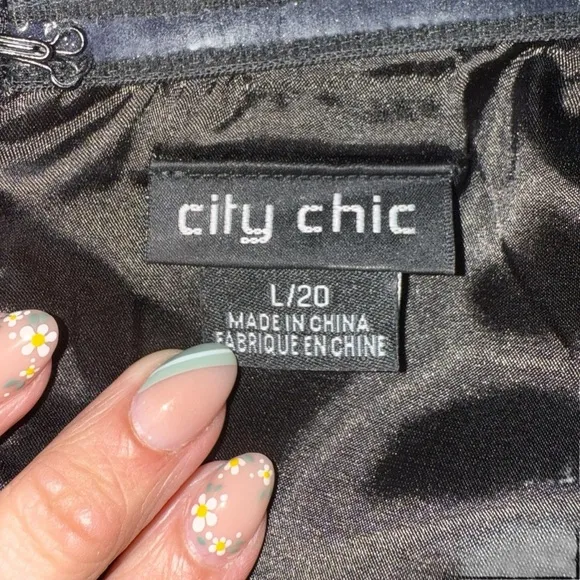 city chic
L/20
MADE IN CHINA
FABRIQUE EN CHINE